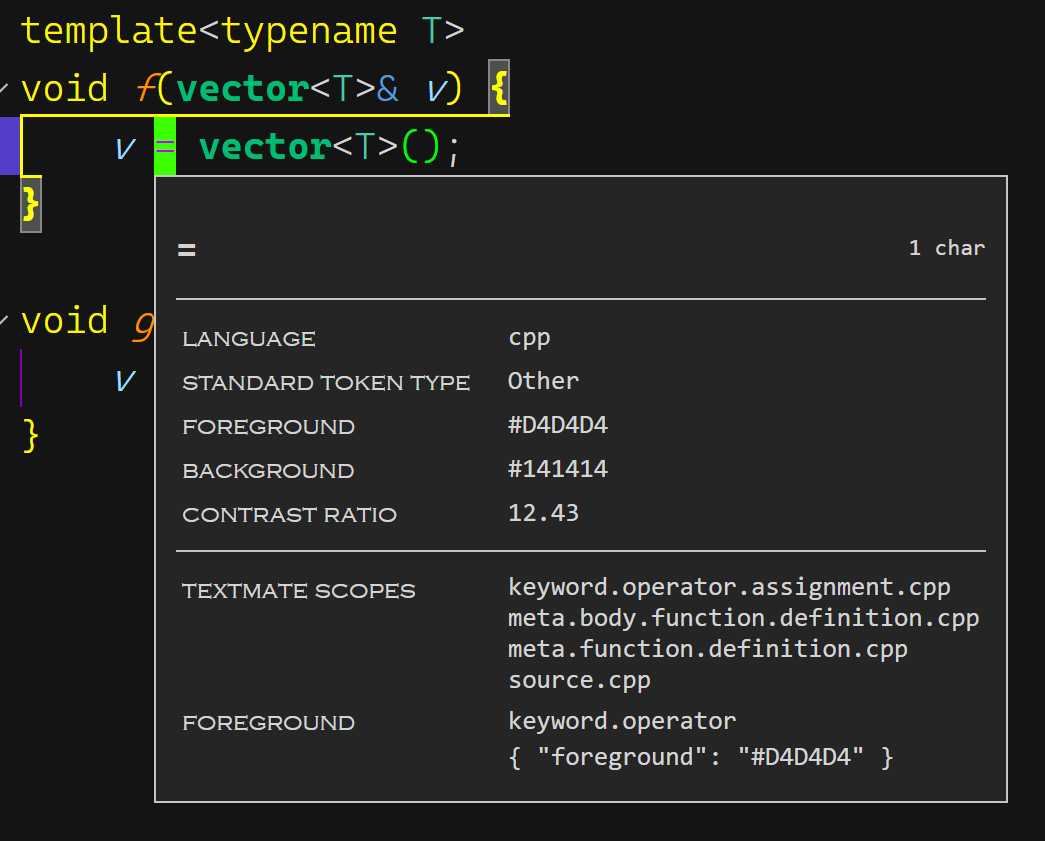 template<typename T>
void f(vector<T>& v) {
v = vector<T>();
}
= 1 char
void g
LANGUAGE cpp
v
STANDARD TOKEN TYPE Other
FOREGROUND #D4D4D4
}
BACKGROUND #141414
CONTRAST RATIO 12.43
TEXTMATE SCOPES keyword.operator.assignment.cpp
meta.body.function.definition.cpp
meta.function.definition.cpp
source.cpp
FOREGROUND keyword.operator
{ "foreground": "#D4D4D4" }